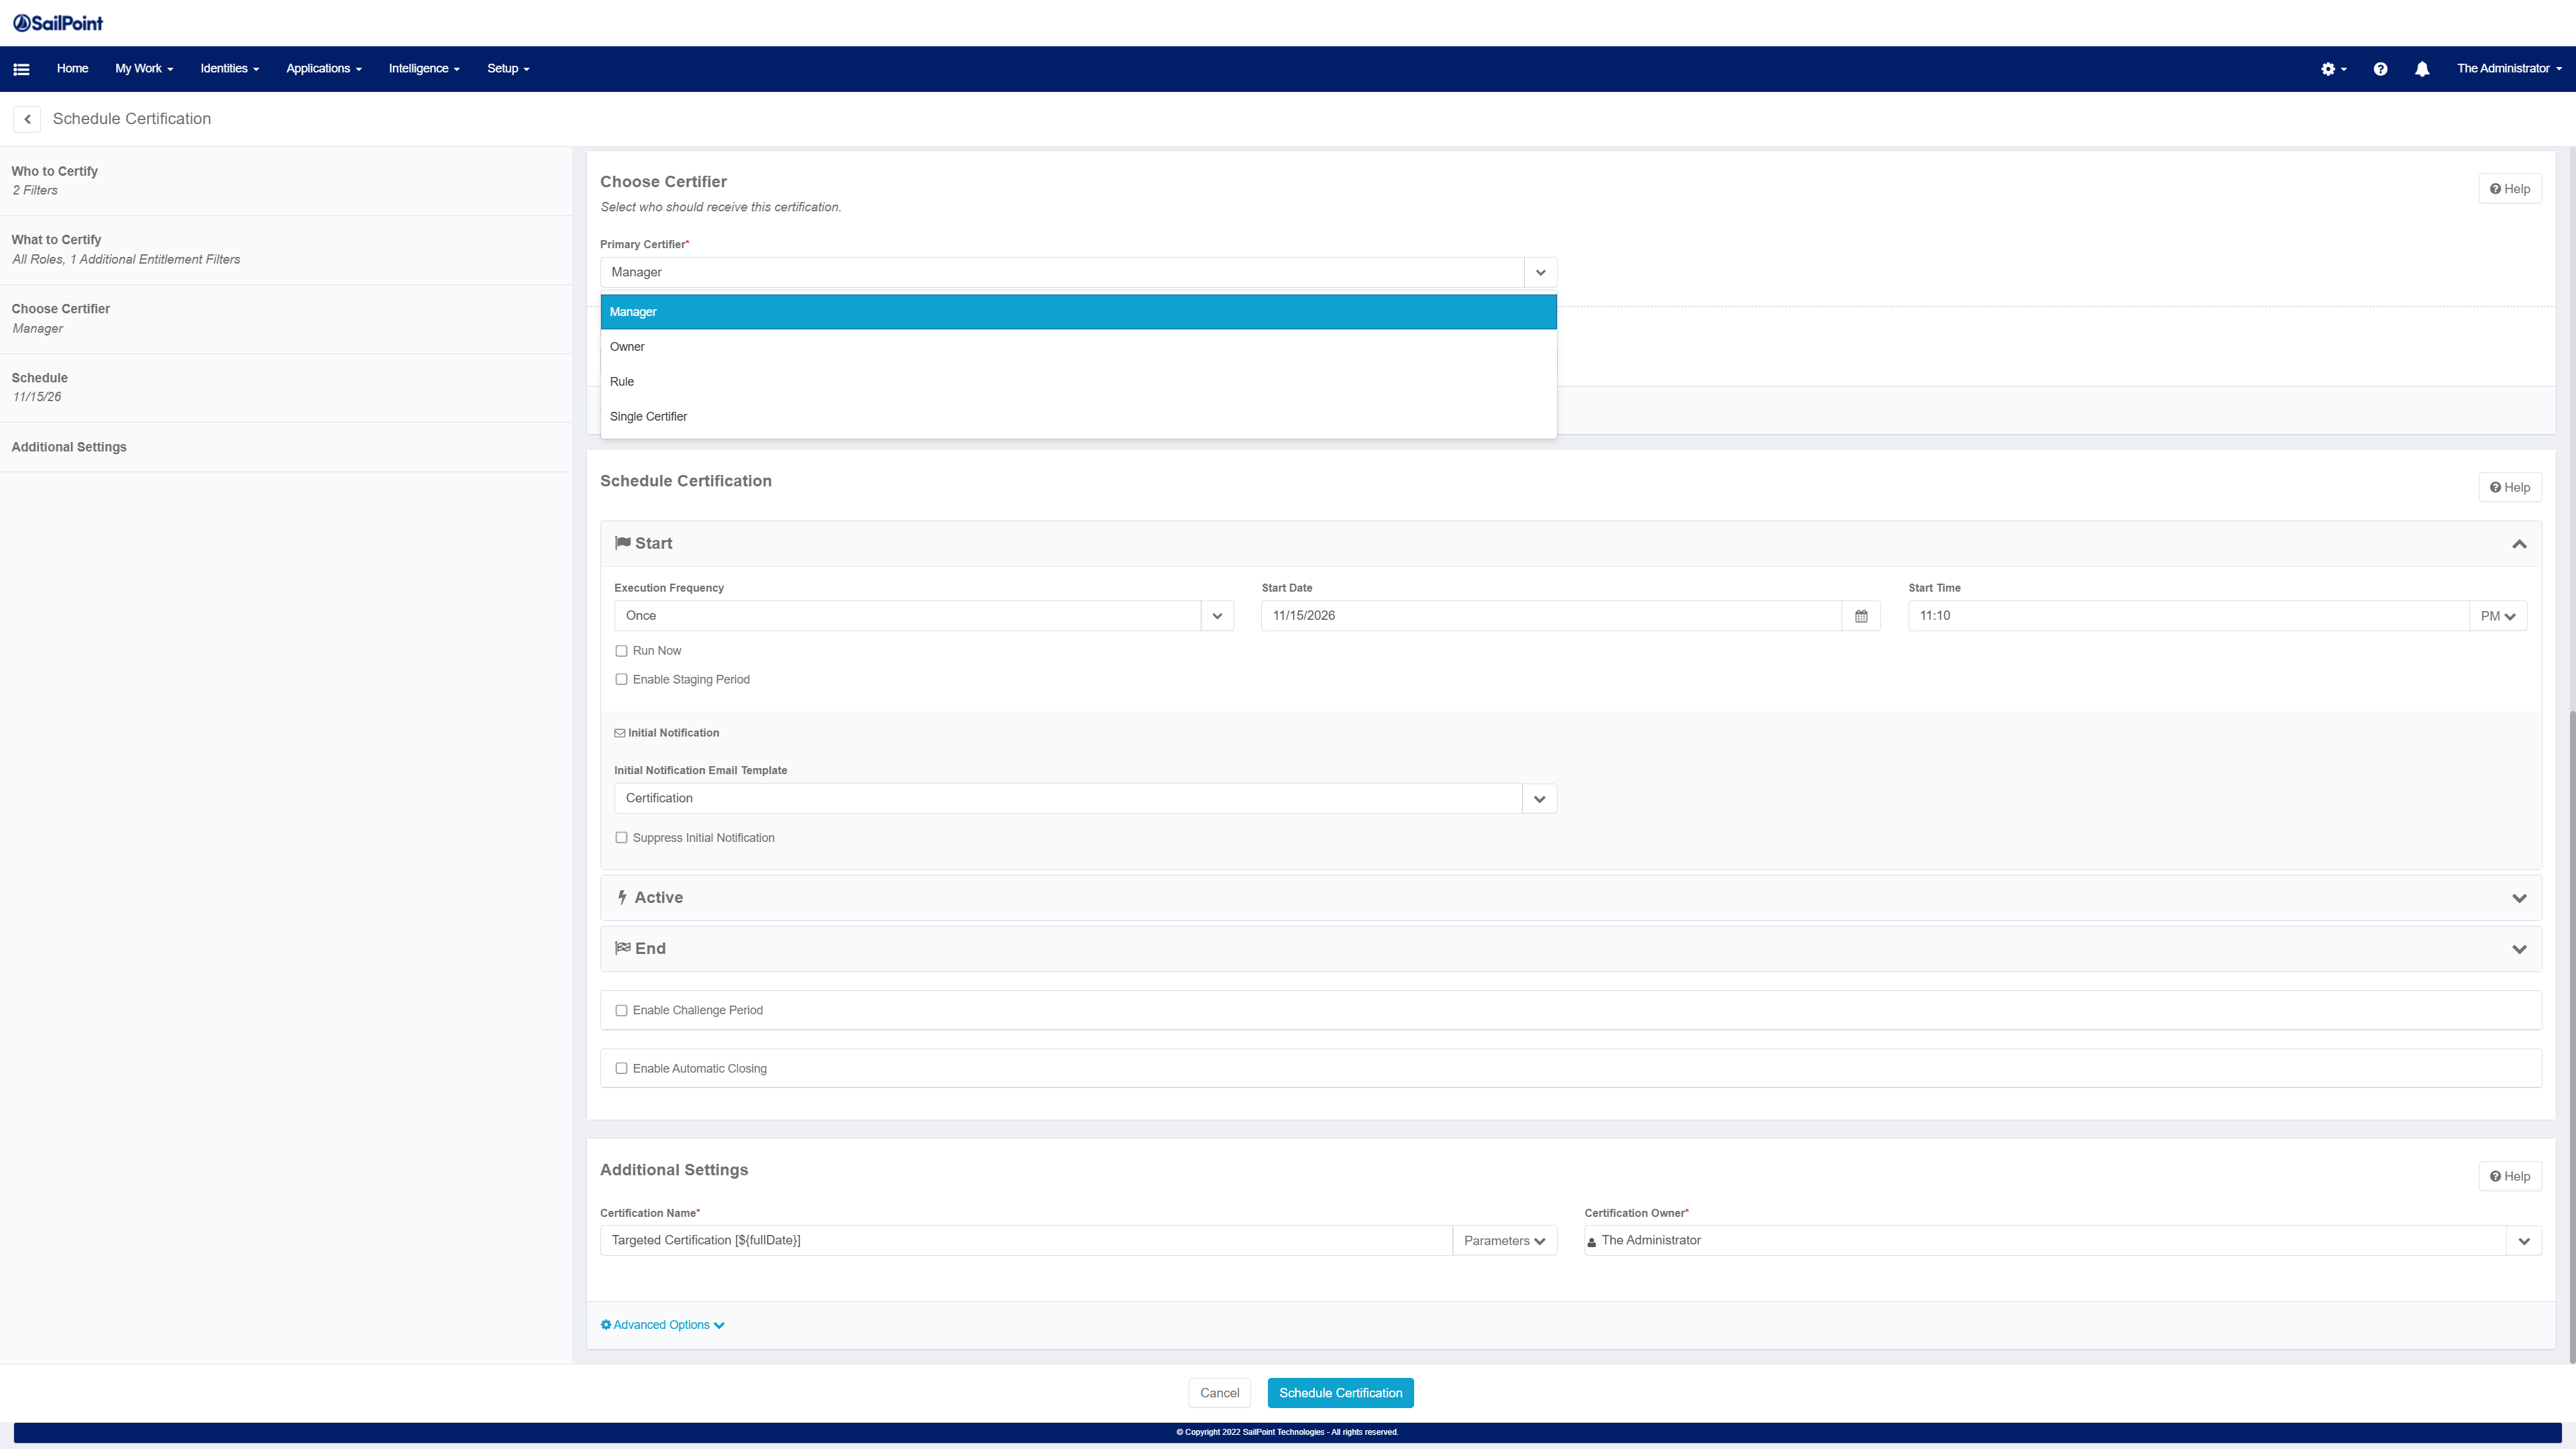 SailPoint
Home My Work Identities Applications Intelligence Setup The Administrator
Schedule Certification
Who to Certify
2 Filters
What to Certify
All Roles, 1 Additional Entitlement Filters
Choose Certifier
Manager
Schedule
11/15/26
Additional Settings
Choose Certifier
Help
Select who should receive this certification.
Primary Certifier*
Manager
Manager
Owner
Rule
Single Certifier
Schedule Certification
Help
Start
Execution Frequency Start Date Start Time
Once 11/15/2026 11:10 PM
Run Now
Enable Staging Period
Initial Notification
Initial Notification Email Template
Certification
Suppress Initial Notification
Active
End
Enable Challenge Period
Enable Automatic Closing
Additional Settings
Help
Certification Name* Certification Owner*
Targeted Certification [${fullDate}] Parameters The Administrator
Advanced Options
Cancel Schedule Certification
© Copyright 2022 SailPoint Technologies - All rights reserved.